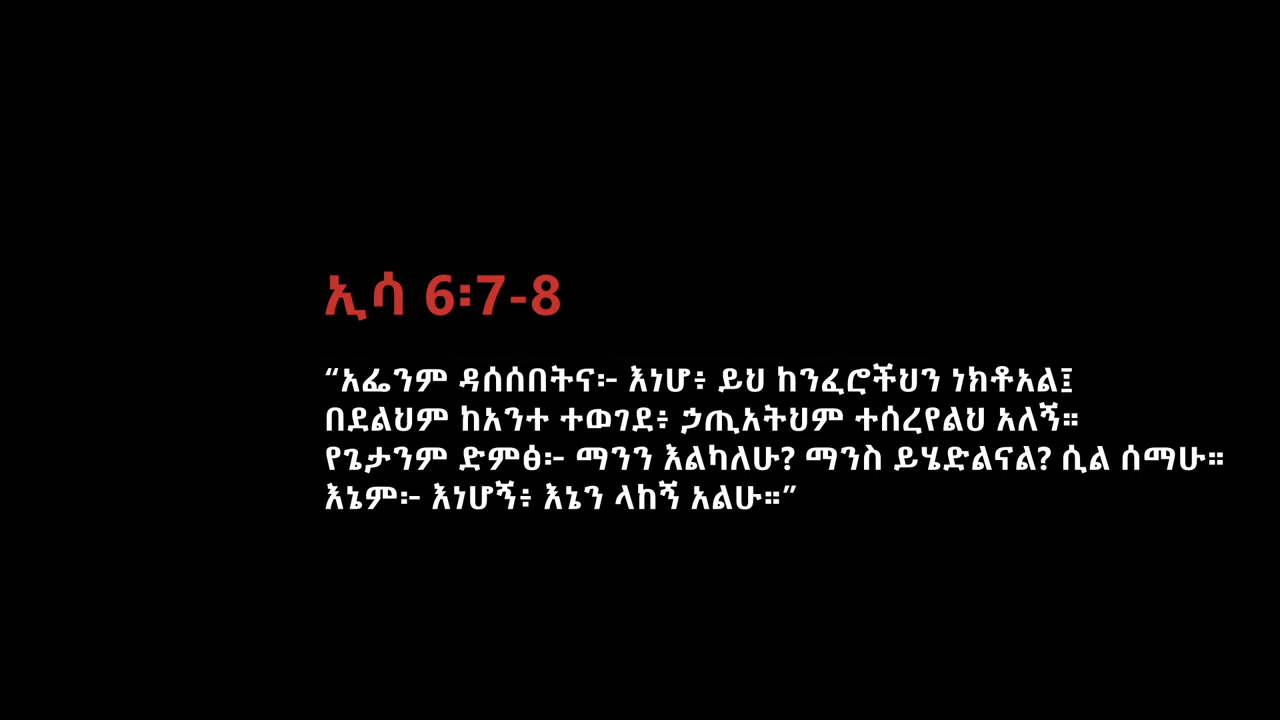 ኢሳ 6፡7-8
“አፌንም ዳሰሰበትና፦ እነሆ፥ ይህ ከንፈሮችህን ነክቶአል፤
በደልህም ከአንተ ተወገደ፥ ኃጢአትህም ተሰረየልህ አለኝ።
የጌታንም ድምፅ፦ ማንን እልካለሁ? ማንስ ይሄድልናል? ሲል ሰማሁ።
እኔም፦ እነሆኝ፥ እኔን ላከኝ አልሁ።”